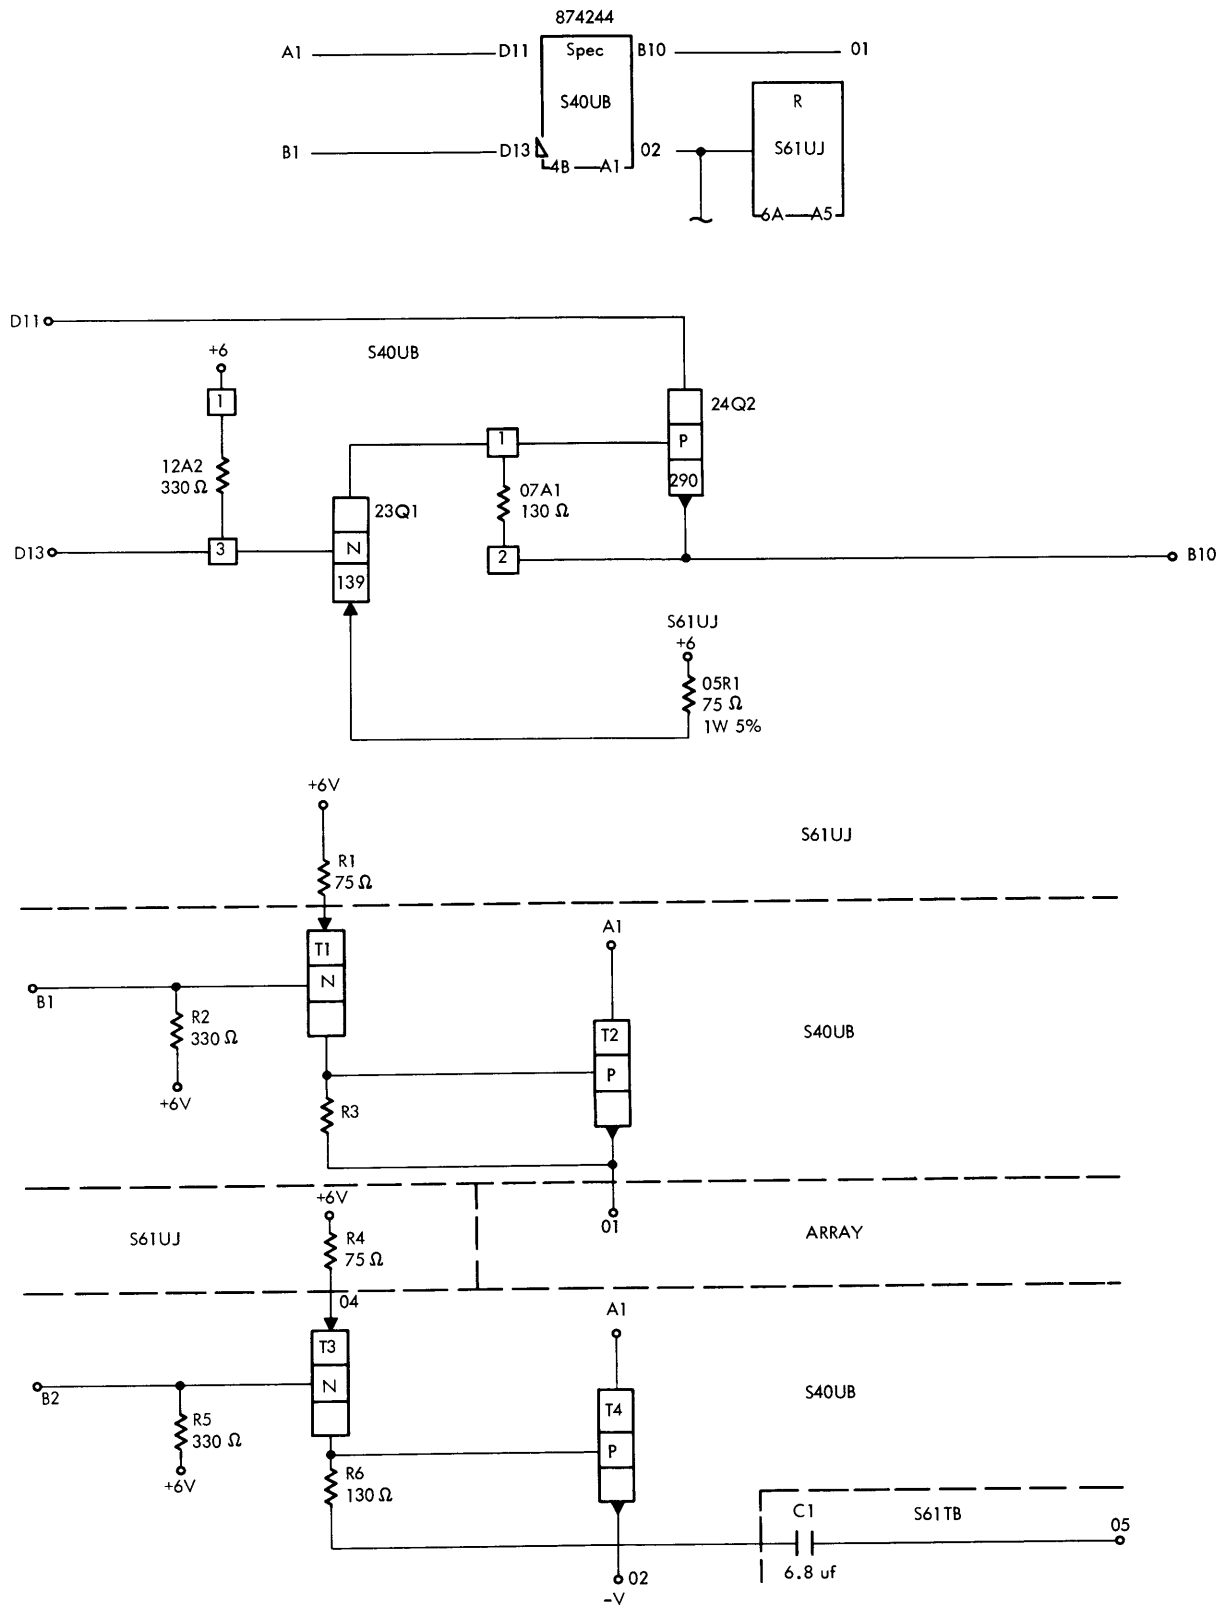 874244
A1
D11
Spec
B10
01
R
S40UB
B1
D13
02
S61UJ
4B
A1
6A
A5
D11
+6
S40UB
1
24Q2
P
290
1
12A2
330 Ω
07A1
130 Ω
23Q1
N
139
D13
3
2
B10
S61UJ
+6
05R1
75 Ω
1W 5%
+6V
S61UJ
R1
75 Ω
A1
T1
N
B1
R2
330 Ω
+6V
T2
P
S40UB
R3
+6V
01
S61UJ
R4
75 Ω
ARRAY
04
A1
T3
N
B2
S40UB
T4
P
R5
330 Ω
+6V
R6
130 Ω
C1
S61TB
05
6.8 uf
02
-V